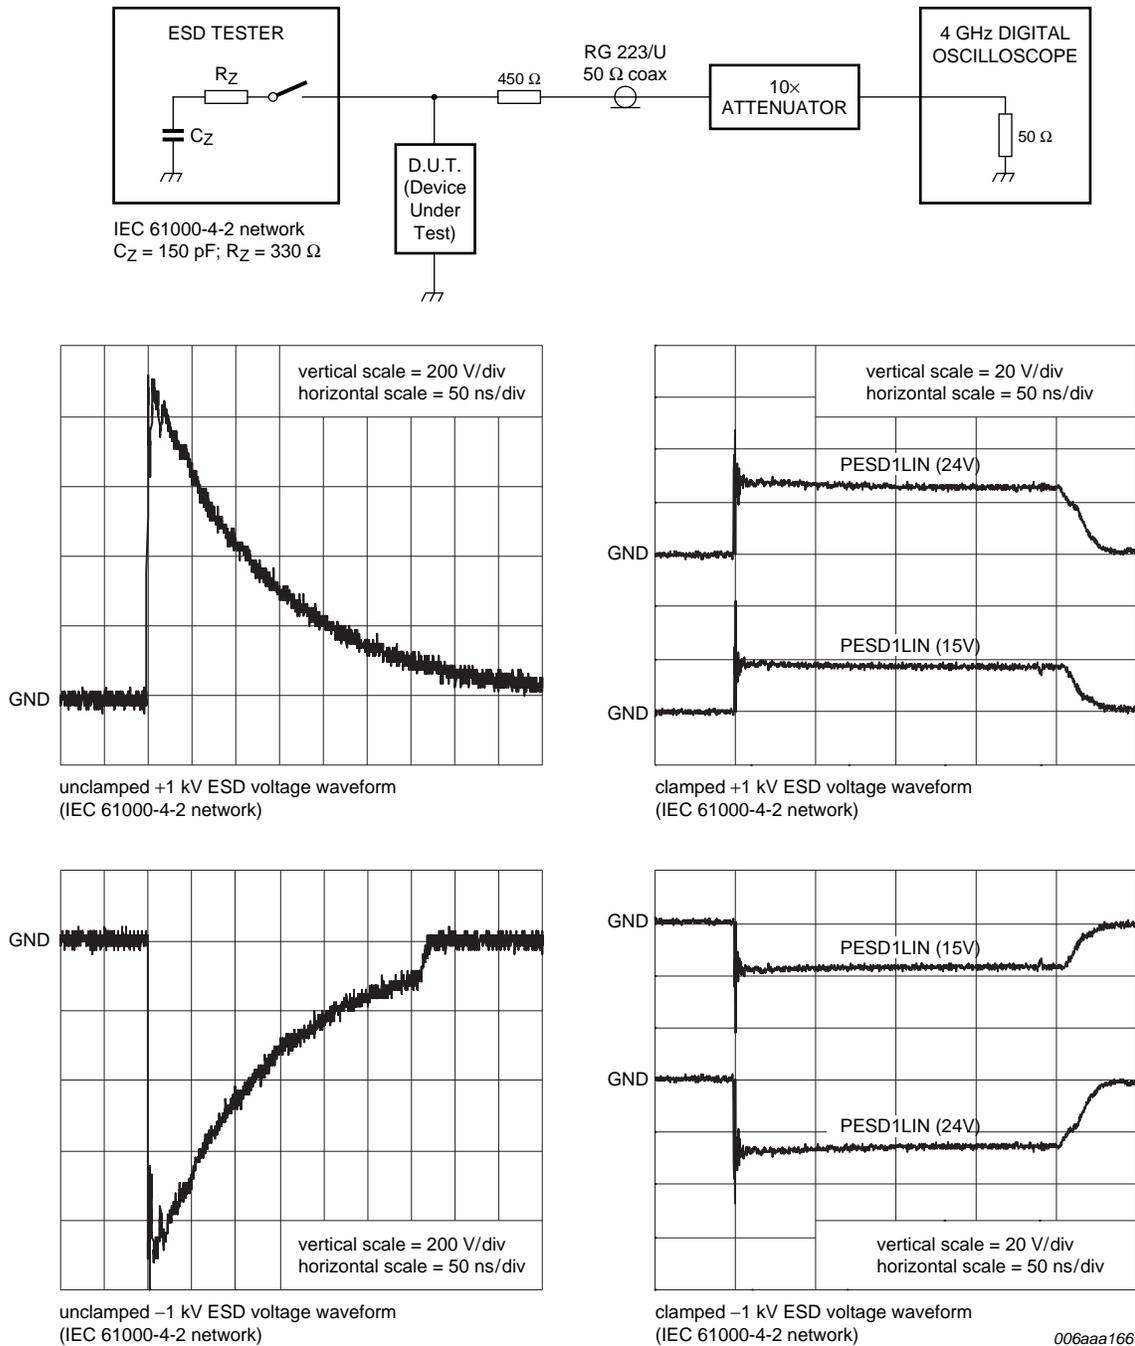 ESD TESTER
RZ
CZ
IEC 61000-4-2 network
CZ = 150 pF; RZ = 330 Ω
D.U.T.
(Device
Under
Test)
450 Ω
RG 223/U
50 Ω coax
10×
ATTENUATOR
4 GHz DIGITAL
OSCILLOSCOPE
50 Ω
vertical scale = 200 V/div
horizontal scale = 50 ns/div
GND
unclamped +1 kV ESD voltage waveform
(IEC 61000-4-2 network)
vertical scale = 20 V/div
horizontal scale = 50 ns/div
PESD1LIN (24V)
GND
PESD1LIN (15V)
GND
clamped +1 kV ESD voltage waveform
(IEC 61000-4-2 network)
GND
vertical scale = 200 V/div
horizontal scale = 50 ns/div
unclamped −1 kV ESD voltage waveform
(IEC 61000-4-2 network)
GND
PESD1LIN (15V)
GND
PESD1LIN (24V)
vertical scale = 20 V/div
horizontal scale = 50 ns/div
clamped −1 kV ESD voltage waveform
(IEC 61000-4-2 network)
006aaa166